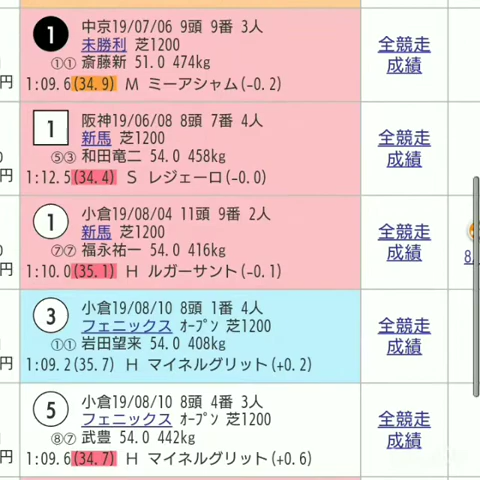 1
中京19/07/06 9頭 9番 3人
未勝利 芝1200
①① 斎藤新 51.0 474kg
円
1:09.6(34.9) M ミーアシャム(-0.2)
全競走
成績
1
阪神19/06/08 8頭 7番 4人
新馬 芝1200
⑤③ 和田竜二 54.0 458kg
円
1:12.5(34.4) S レジェーロ(-0.0)
全競走
成績
1
小倉19/08/04 11頭 9番 2人
新馬 芝1200
⑦⑦ 福永祐一 54.0 416kg
円
1:10.0(35.1) H ルガーサント(-0.1)
全競走
成績
8/
3
小倉19/08/10 8頭 1番 4人
フェニックス オープン 芝1200
①① 岩田望来 54.0 408kg
円
1:09.2(35.7) H マイネルグリット(+0.2)
全競走
成績
5
小倉19/08/10 8頭 4番 3人
フェニックス オープン 芝1200
⑧⑦ 武豊 54.0 442kg
円
1:09.6(34.7) H マイネルグリット(+0.6)
全競走
成績